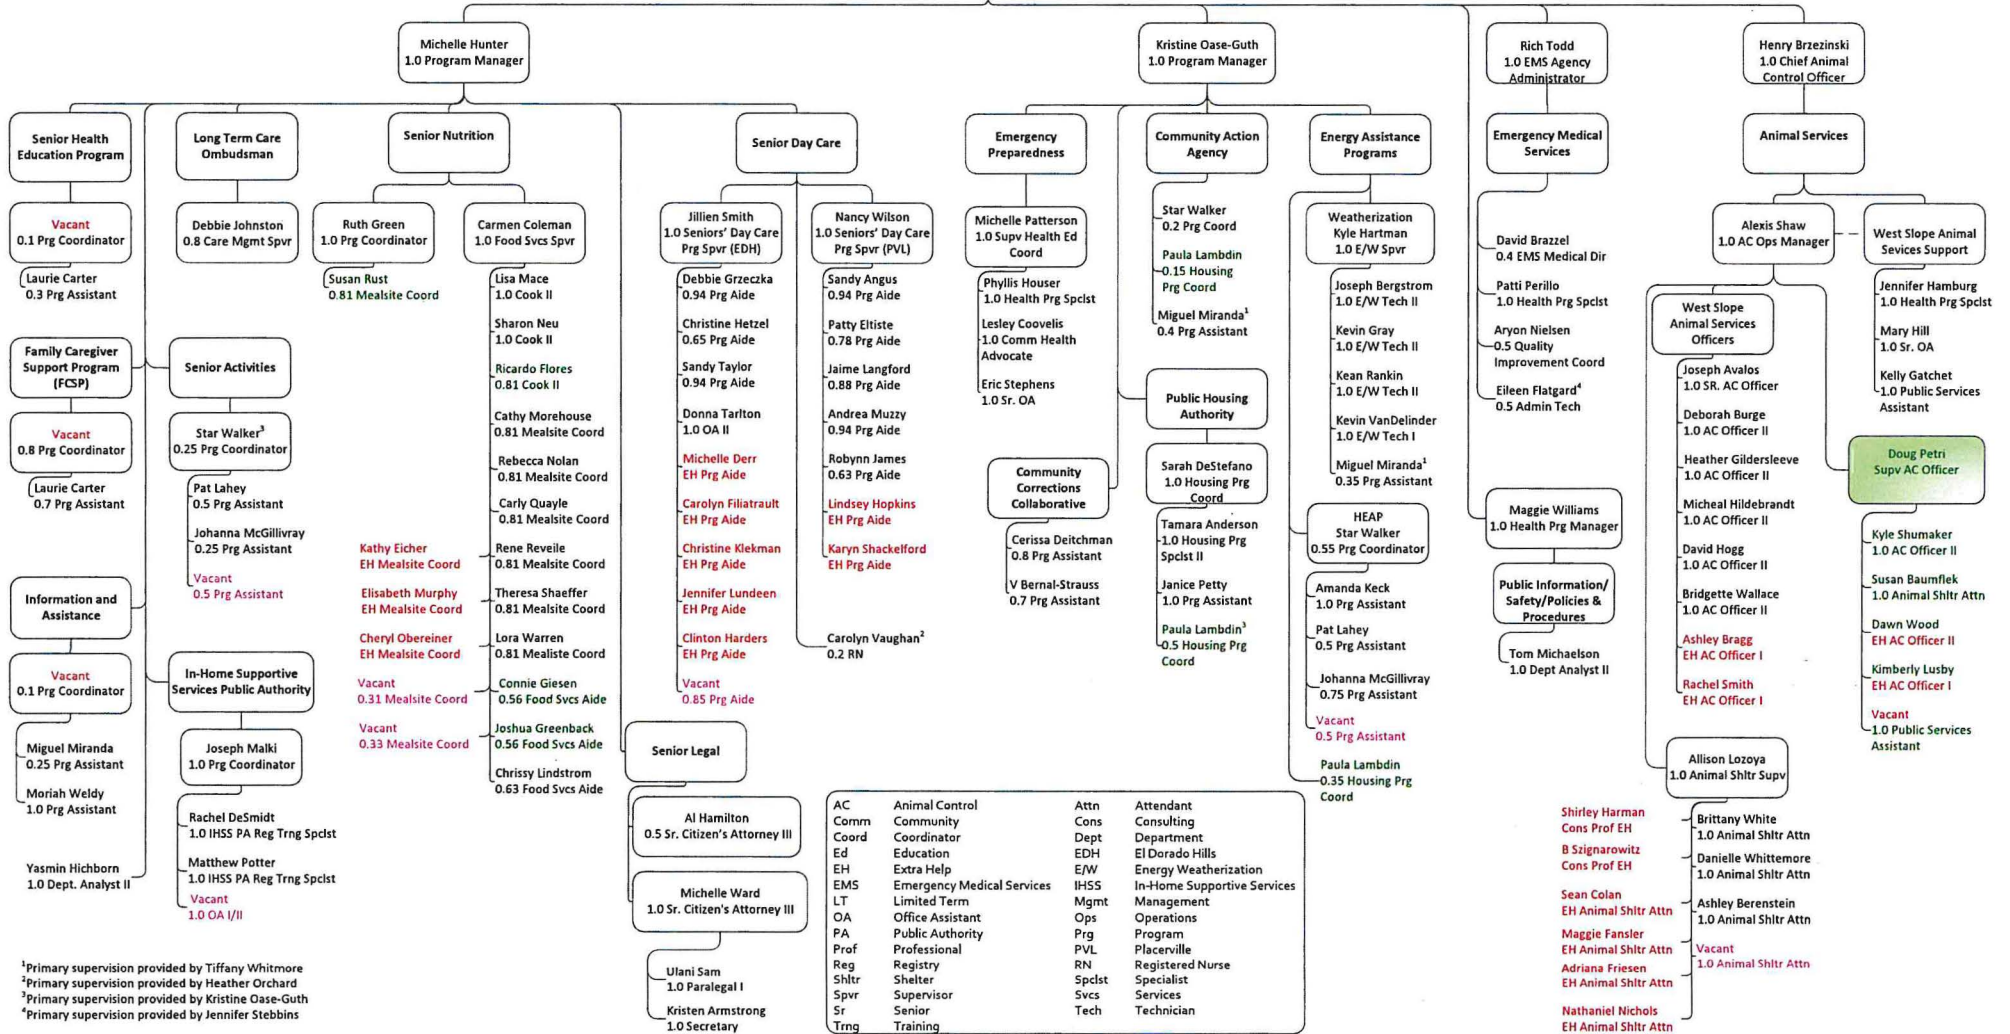 Michelle Hunter
1.0 Program Manager
Kristine Oase-Guth
1.0 Program Manager
Rich Todd
1.0 EMS Agency
Administrator
Henry Brzezinski
1.0 Chief Animal
Control Officer
Senior Health
Education Program
Vacant
0.1 Prg Coordinator
Laurie Carter
0.3 Prg Assistant
Family Caregiver
Support Program
(FCSP)
Vacant
0.8 Prg Coordinator
Laurie Carter
0.7 Prg Assistant
Information and
Assistance
Vacant
0.1 Prg Coordinator
Miguel Miranda
0.25 Prg Assistant
Moriah Weldy
1.0 Prg Assistant
Yasmin Hichborn
1.0 Dept. Analyst II
Long Term Care
Ombudsman
Debbie Johnston
0.8 Care Mgmt Spvr
Senior Activities
Star Walker³
0.25 Prg Coordinator
Pat Lahey
0.5 Prg Assistant
Johanna McGillivray
0.25 Prg Assistant
Vacant
0.5 Prg Assistant
In-Home Supportive
Services Public Authority
Joseph Malki
1.0 Prg Coordinator
Rachel DeSmidt
1.0 IHSS PA Reg Trng Spclst
Matthew Potter
1.0 IHSS PA Reg Trng Spclst
Vacant
1.0 OA I/II
Senior Nutrition
Ruth Green
1.0 Prg Coordinator
Susan Rust
0.81 Mealsite Coord
Carmen Coleman
1.0 Food Svcs Spvr
Lisa Mace
1.0 Cook II
Sharon Neu
1.0 Cook II
Ricardo Flores
0.81 Cook II
Cathy Morehouse
0.81 Mealsite Coord
Rebecca Nolan
0.81 Mealsite Coord
Carly Quayle
0.81 Mealsite Coord
Kathy Eicher
EH Mealsite Coord
Rene Reveile
0.81 Mealsite Coord
Elisabeth Murphy
EH Mealsite Coord
Theresa Shaeffer
0.81 Mealsite Coord
Cheryl Obereiner
EH Mealsite Coord
Lora Warren
0.81 Mealiste Coord
Vacant
0.31 Mealsite Coord
Connie Giesen
0.56 Food Svcs Aide
Vacant
0.33 Mealsite Coord
Joshua Greenback
0.56 Food Svcs Aide
Chrissy Lindstrom
0.63 Food Svcs Aide
Senior Day Care
Jillien Smith
1.0 Seniors' Day Care
Prg Spvr (EDH)
Debbie Grzeczka
0.94 Prg Aide
Christine Hetzel
0.65 Prg Aide
Sandy Taylor
0.94 Prg Aide
Donna Tarlton
1.0 OA II
Michelle Derr
EH Prg Aide
Carolyn Filiatrault
EH Prg Aide
Christine Klekman
EH Prg Aide
Jennifer Lundeen
EH Prg Aide
Clinton Harders
EH Prg Aide
Vacant
0.85 Prg Aide
Nancy Wilson
1.0 Seniors' Day Care
Prg Spvr (PVL)
Sandy Angus
0.94 Prg Aide
Patty Eltiste
0.78 Prg Aide
Jaime Langford
0.88 Prg Aide
Andrea Muzzy
0.94 Prg Aide
Robynn James
0.63 Prg Aide
Lindsey Hopkins
EH Prg Aide
Karyn Shackelford
EH Prg Aide
Carolyn Vaughan²
0.2 RN
Senior Legal
Al Hamilton
0.5 Sr. Citizen's Attorney III
Michelle Ward
1.0 Sr. Citizen's Attorney III
Ulani Sam
1.0 Paralegal I
Kristen Armstrong
1.0 Secretary
Emergency
Preparedness
Michelle Patterson
1.0 Supv Health Ed
Coord
Phyllis Houser
1.0 Health Prg Spclst
Lesley Coovelis
1.0 Comm Health
Advocate
Eric Stephens
1.0 Sr. OA
Community
Corrections
Collaborative
Cerissa Deitchman
0.8 Prg Assistant
V Bernal-Strauss
0.7 Prg Assistant
Community Action
Agency
Star Walker
0.2 Prg Coord
Paula Lambdin
0.15 Housing
Prg Coord
Miguel Miranda¹
0.4 Prg Assistant
Public Housing
Authority
Sarah DeStefano
1.0 Housing Prg
Coord
Tamara Anderson
1.0 Housing Prg
Spclst II
Janice Petty
1.0 Prg Assistant
Paula Lambdin³
0.5 Housing Prg
Coord
Energy Assistance
Programs
Weatherization
Kyle Hartman
1.0 E/W Spvr
Joseph Bergstrom
1.0 E/W Tech II
Kevin Gray
1.0 E/W Tech II
Kean Rankin
1.0 E/W Tech II
Kevin VanDelinder
1.0 E/W Tech I
Miguel Miranda¹
0.35 Prg Assistant
HEAP
Star Walker
0.55 Prg Coordinator
Amanda Keck
1.0 Prg Assistant
Pat Lahey
0.5 Prg Assistant
Johanna McGillivray
0.75 Prg Assistant
Vacant
0.5 Prg Assistant
Paula Lambdin
0.35 Housing Prg
Coord
Emergency Medical
Services
David Brazzel
0.4 EMS Medical Dir
Patti Perillo
1.0 Health Prg Spclst
Aryon Nielsen
0.5 Quality
Improvement Coord
Eileen Flatgard⁴
0.5 Admin Tech
Maggie Williams
1.0 Health Prg Manager
Public Information/
Safety/Policies &
Procedures
Tom Michaelson
1.0 Dept Analyst II
Animal Services
Alexis Shaw
1.0 AC Ops Manager
West Slope Animal
Sevices Support
Jennifer Hamburg
1.0 Health Prg Spclst
Mary Hill
1.0 Sr. OA
Kelly Gatchet
1.0 Public Services
Assistant
West Slope
Animal Services
Officers
Joseph Avalos
1.0 SR. AC Officer
Deborah Burge
1.0 AC Officer II
Heather Gildersleeve
1.0 AC Officer II
Micheal Hildebrandt
1.0 AC Officer II
David Hogg
1.0 AC Officer II
Bridgette Wallace
1.0 AC Officer II
Ashley Bragg
EH AC Officer I
Rachel Smith
EH AC Officer I
Doug Petri
Supv AC Officer
Kyle Shumaker
1.0 AC Officer II
Susan Baumflek
1.0 Animal Shltr Attn
Dawn Wood
EH AC Officer II
Kimberly Lusby
EH AC Officer I
Vacant
1.0 Public Services
Assistant
Allison Lozoya
1.0 Animal Shltr Supv
Shirley Harman
Cons Prof EH
Brittany White
1.0 Animal Shltr Attn
B Szignarowitz
Cons Prof EH
Danielle Whittemore
1.0 Animal Shltr Attn
Sean Colan
EH Animal Shltr Attn
Ashley Berenstein
1.0 Animal Shltr Attn
Maggie Fansler
EH Animal Shltr Attn
Vacant
1.0 Animal Shltr Attn
Adriana Friesen
EH Animal Shltr Attn
Nathaniel Nichols
EH Animal Shltr Attn
AC Animal Control Attn Attendant
Comm Community Cons Consulting
Coord Coordinator Dept Department
Ed Education EDH El Dorado Hills
EH Extra Help E/W Energy Weatherization
EMS Emergency Medical Services IHSS In-Home Supportive Services
LT Limited Term Mgmt Management
OA Office Assistant Ops Operations
PA Public Authority Prg Program
Prof Professional PVL Placerville
Reg Registry RN Registered Nurse
Shltr Shelter Spclst Specialist
Spvr Supervisor Svcs Services
Sr Senior Tech Technician
Trng Training
¹Primary supervision provided by Tiffany Whitmore
²Primary supervision provided by Heather Orchard
³Primary supervision provided by Kristine Oase-Guth
⁴Primary supervision provided by Jennifer Stebbins